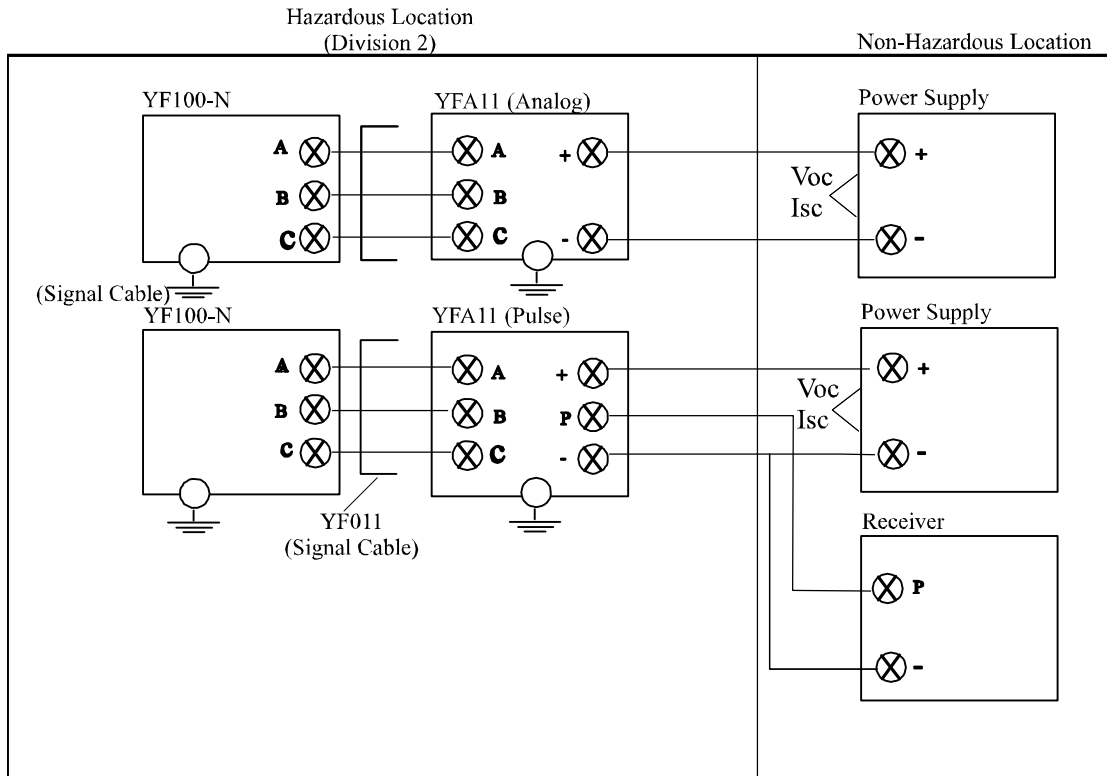 Hazardous Location
(Division 2)
Non-Hazardous Location
YF100-N
YFA11 (Analog)
Power Supply
A
A
+
+
B
B
Voc
Isc
C
C
-
-
(Signal Cable)
YF100-N
YFA11 (Pulse)
Power Supply
A
A
+
+
B
B
P
Voc
Isc
C
C
-
-
YF011
(Signal Cable)
Receiver
P
-